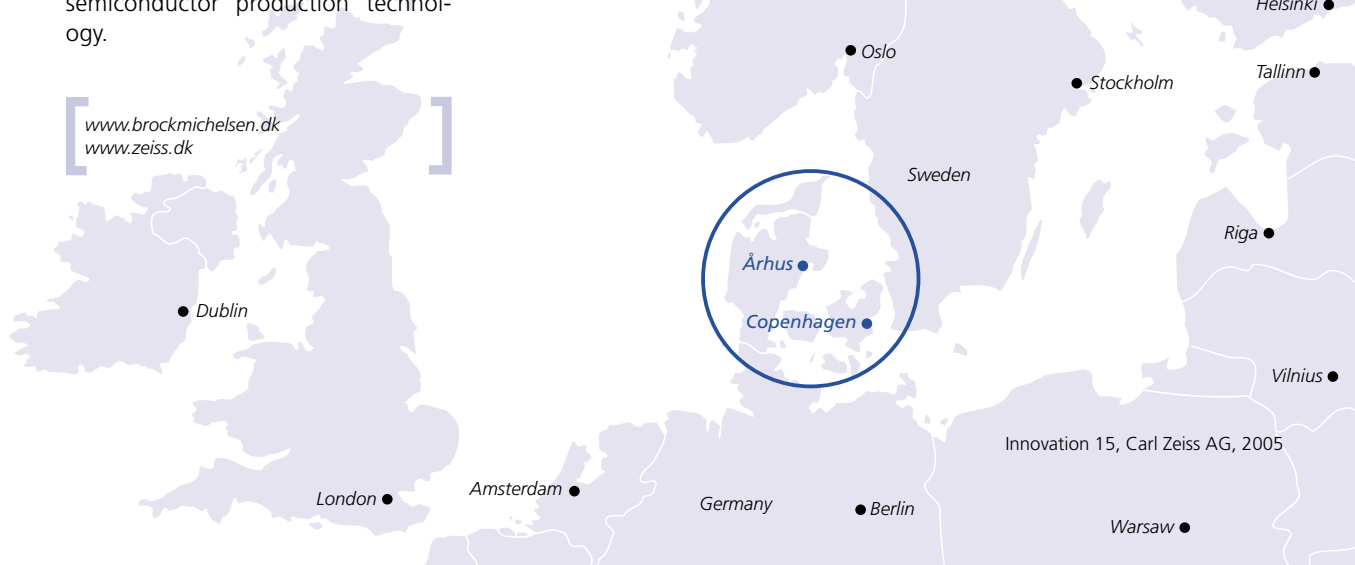 semiconductor production technol-
ogy.
www.brockmichelsen.dk
www.zeiss.dk
Helsinki
Oslo
Tallinn
Stockholm
Sweden
Riga
Århus
Dublin
Copenhagen
Vilnius
Innovation 15, Carl Zeiss AG, 2005
Amsterdam
London
Germany
Berlin
Warsaw